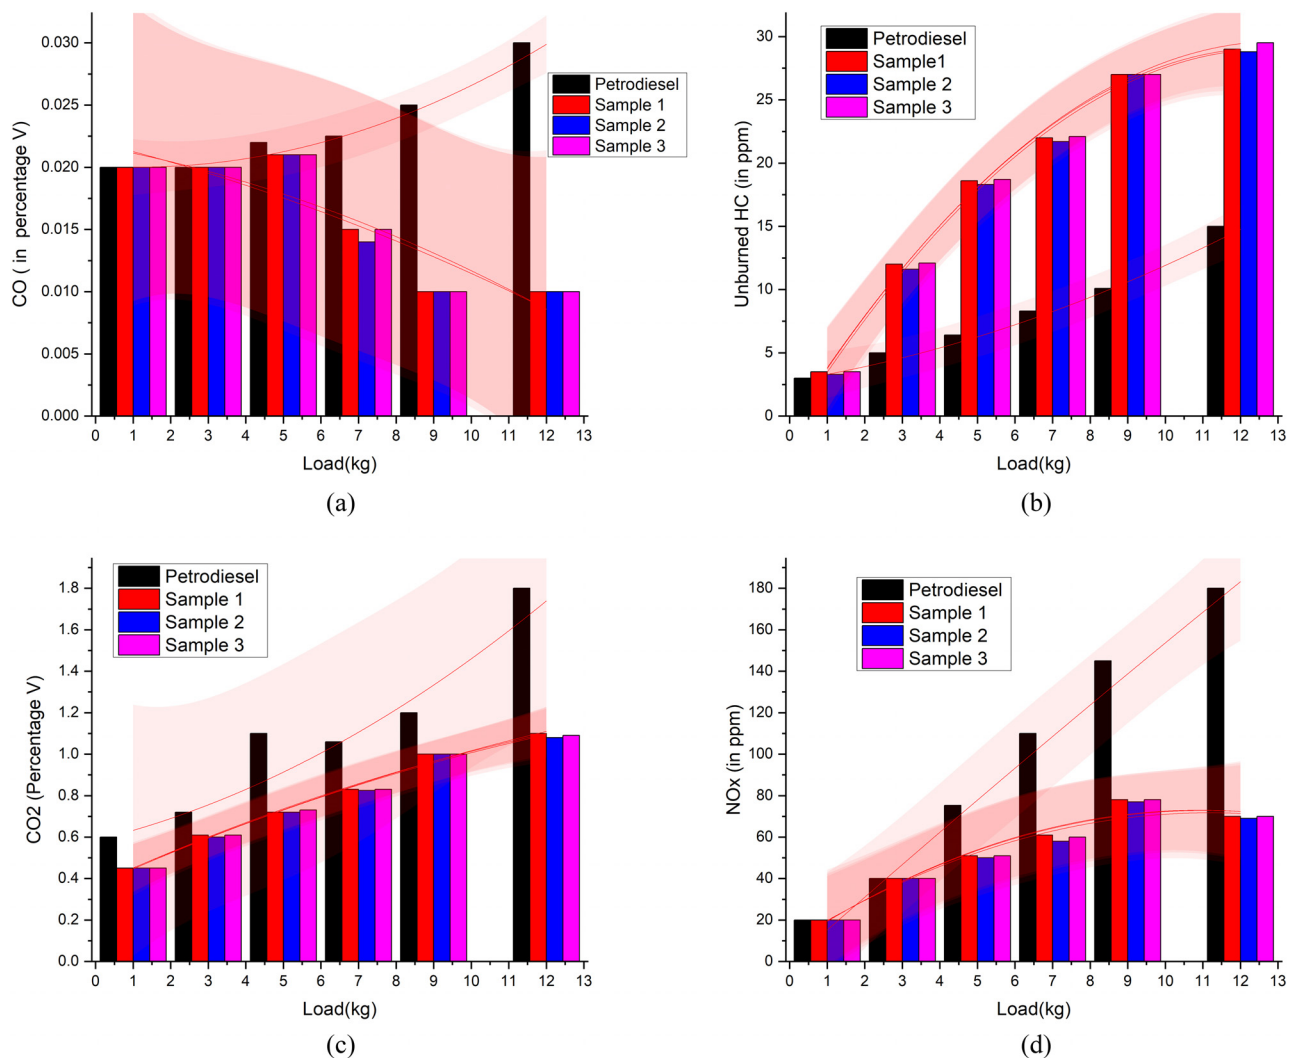 CO ( in percentage V)
0.030
0.025
0.020
0.015
0.010
0.005
0.000
Petrodiesel
Sample 1
Sample 2
Sample 3
0 1 2 3 4 5 6 7 8 9 10 11 12 13
Load(kg)
(a)
Unburned HC (in ppm)
30
25
20
15
10
5
0
Petrodiesel
Sample1
Sample 2
Sample 3
0 1 2 3 4 5 6 7 8 9 10 11 12 13
Load(kg)
(b)
CO2 (Percentage V)
1.8
1.6
1.4
1.2
1.0
0.8
0.6
0.4
0.2
0.0
Petrodiesel
Sample 1
Sample 2
Sample 3
0 1 2 3 4 5 6 7 8 9 10 11 12 13
Load(kg)
(c)
NOx (in ppm)
180
160
140
120
100
80
60
40
20
0
Petrodiesel
Sample 1
Sample 2
Sample 3
0 1 2 3 4 5 6 7 8 9 10 11 12 13
Load(kg)
(d)